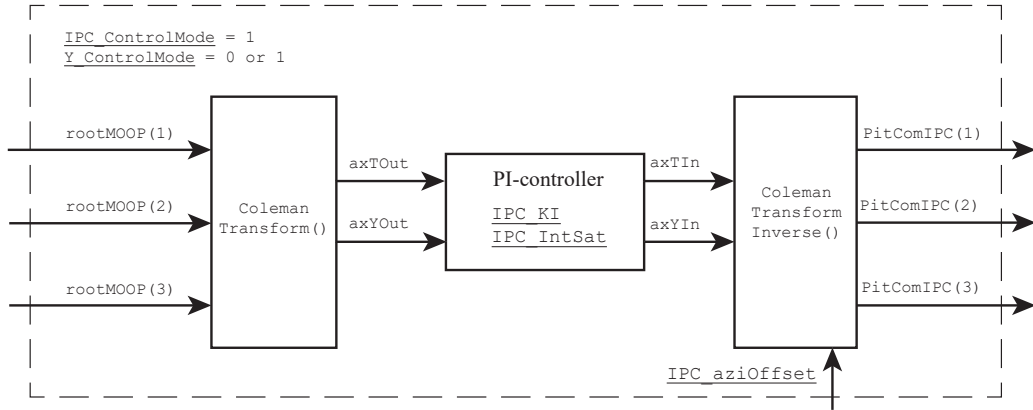 IPC_ControlMode = 1
Y_ControlMode = 0 or 1
rootMOOP(1)
rootMOOP(2)
rootMOOP(3)
Coleman
Transform()
axTOut
axYOut
PI-controller
IPC_KI
IPC_IntSat
axTIn
axYIn
Coleman
Transform
Inverse()
PitComIPC(1)
PitComIPC(2)
PitComIPC(3)
IPC_aziOffset